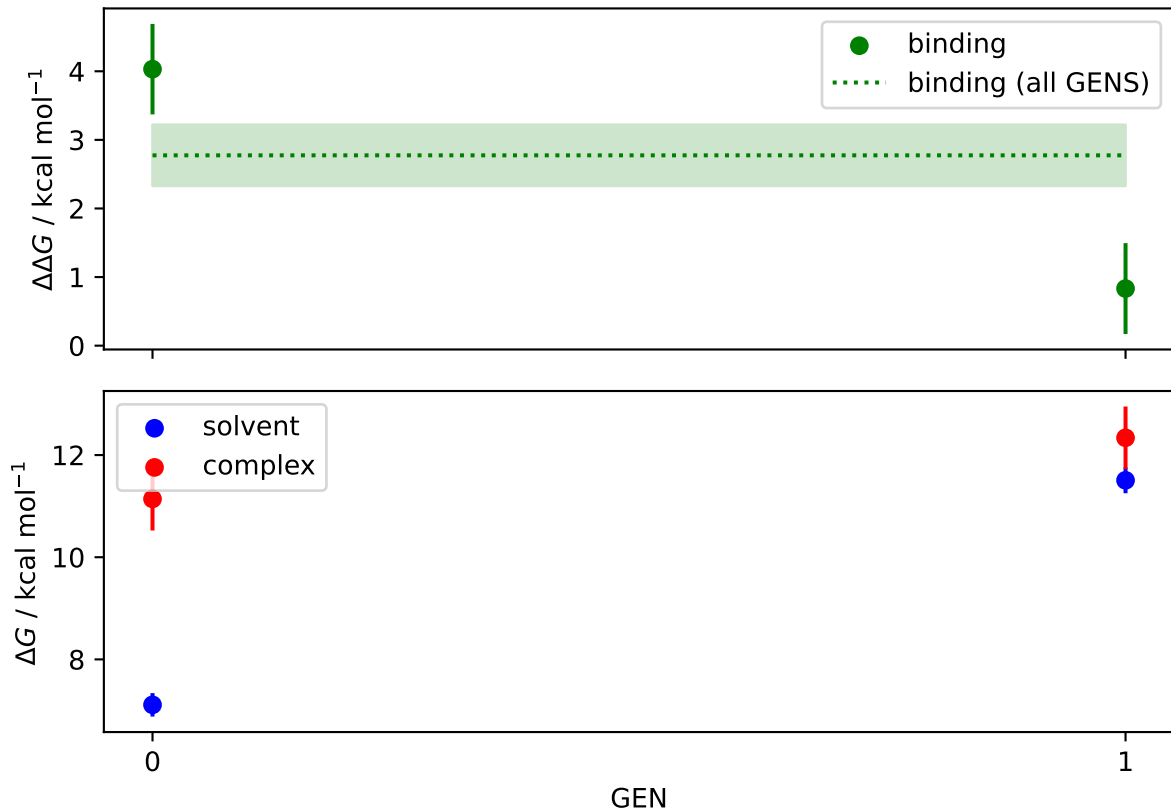 binding
binding (all GENS)
4
3
2
1
0
ΔΔG / kcal mol⁻¹
solvent
complex
12
10
8
ΔG / kcal mol⁻¹
0
1
GEN